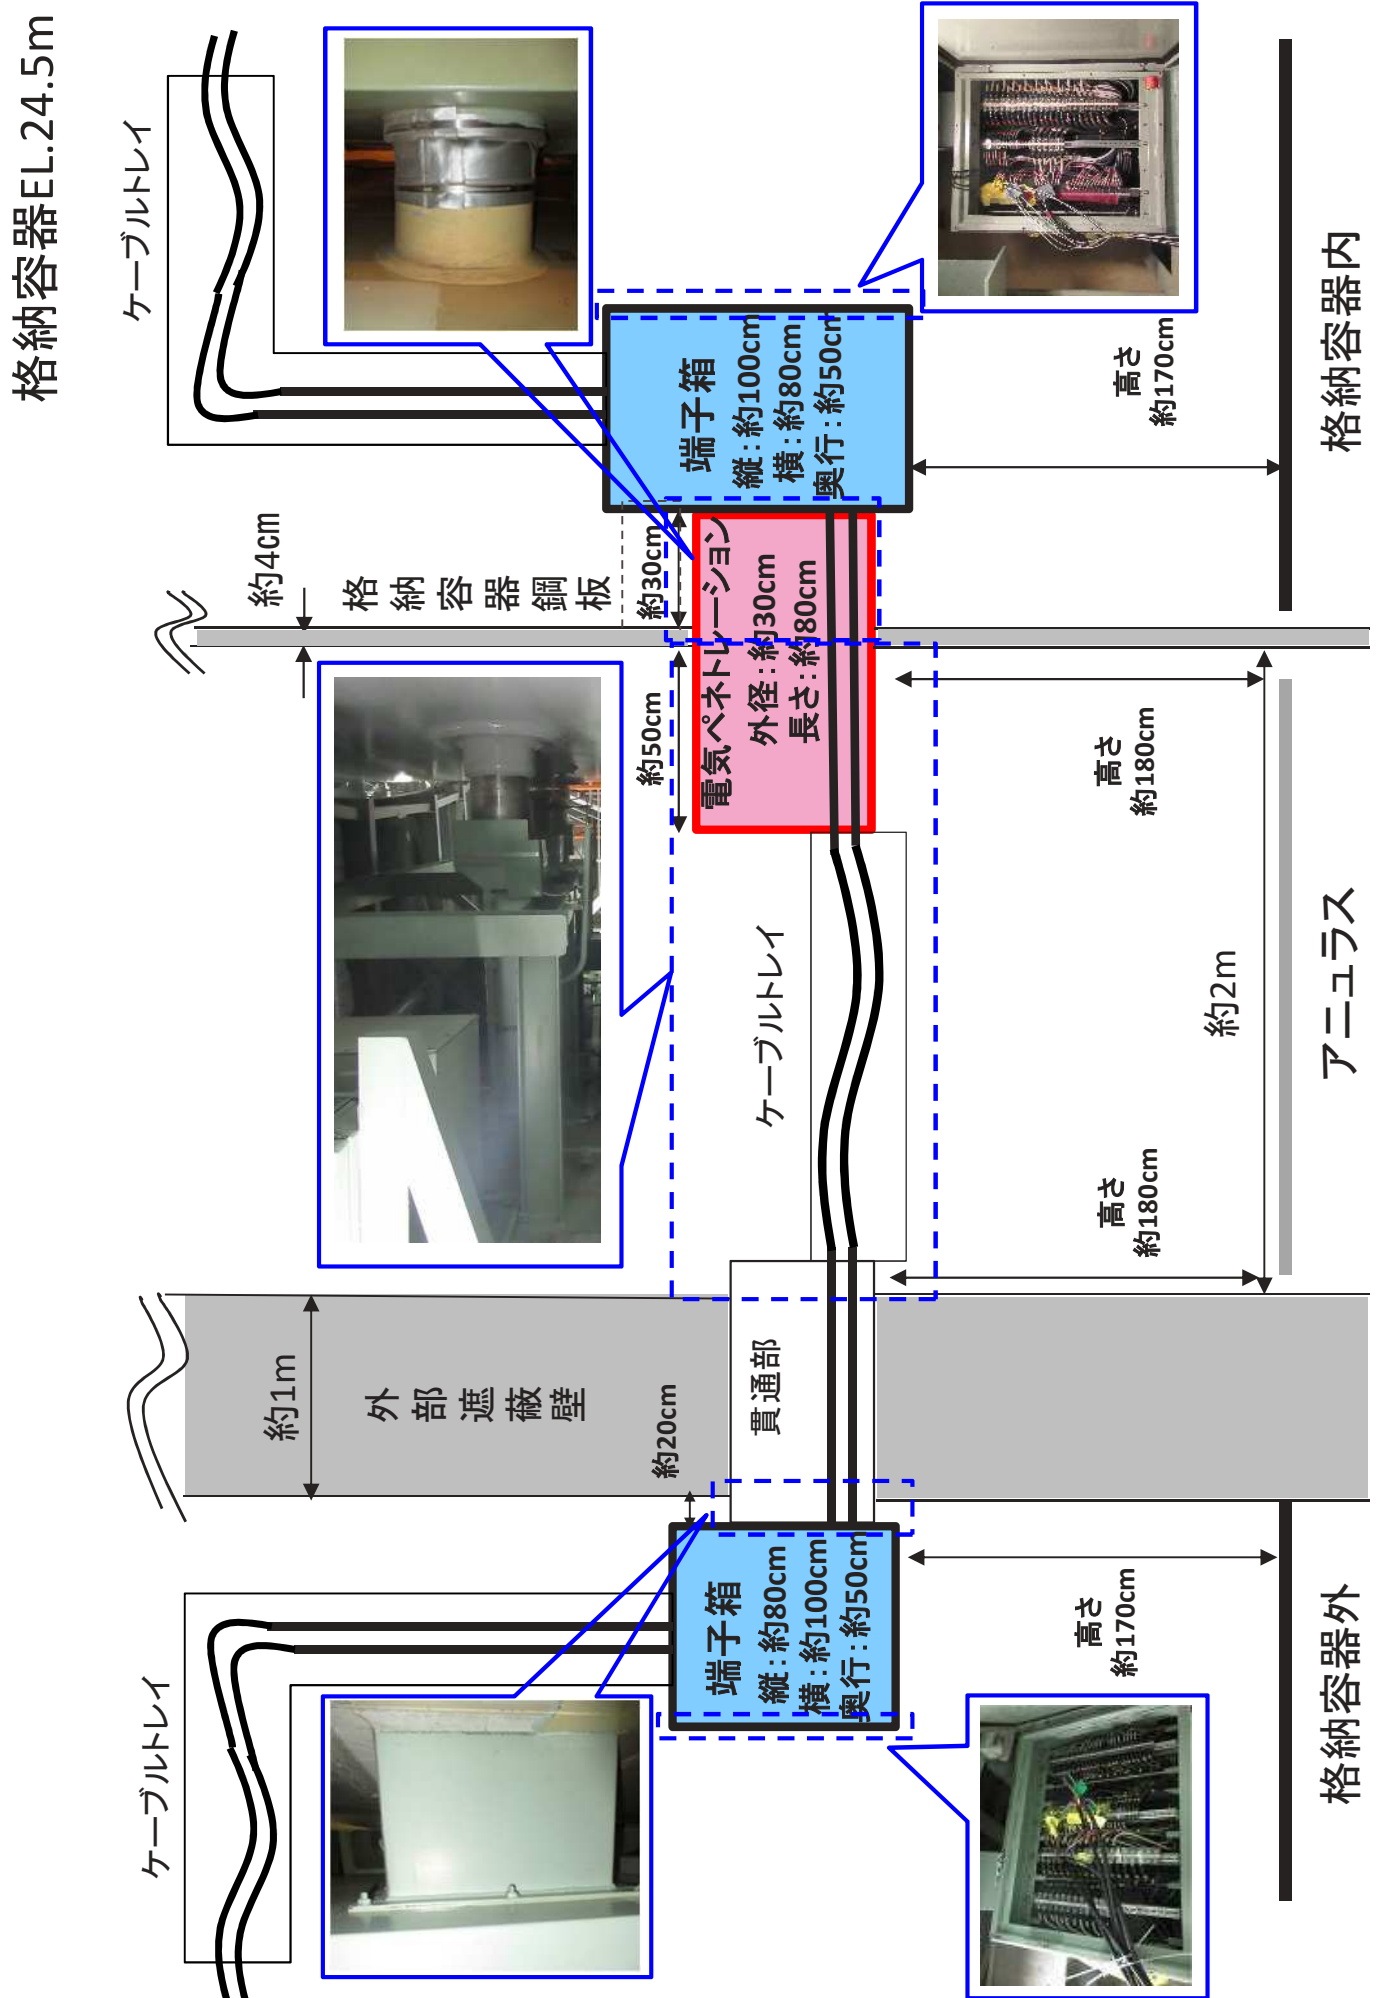 格納容器EL.24.5m
ケーブルトレイ
約1m
外部遮蔽壁
約20cm
貫通部
端子箱
縦：約80cm
横：約100cm
奥行：約50cm
高さ
約170cm
格納容器外
ケーブルトレイ
約50cm
約30cm
約4cm
格納容器鋼板
電気ペネトレーション
外径：約30cm
長さ：約80cm
高さ
約180cm
高さ
約180cm
約2m
アニュラス
ケーブルトレイ
端子箱
縦：約100cm
横：約80cm
奥行：約50cm
高さ
約170cm
格納容器内